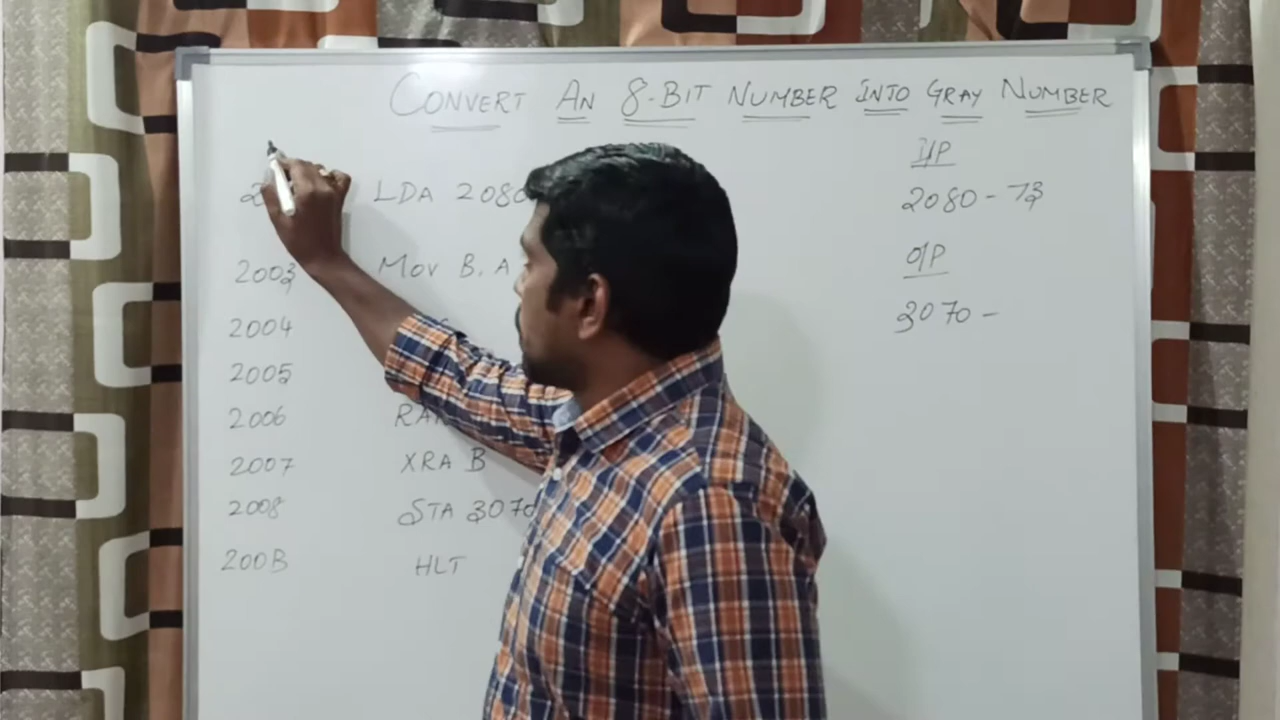 CONVERT AN 8-BIT NUMBER INTO GRAY NUMBER
LDA 2080
2003 MOV B, A
2004
2005
2006
2007 XRA B
2008 STA 3070
200B HLT
I/P
2080 - 73
O/P
3070 -